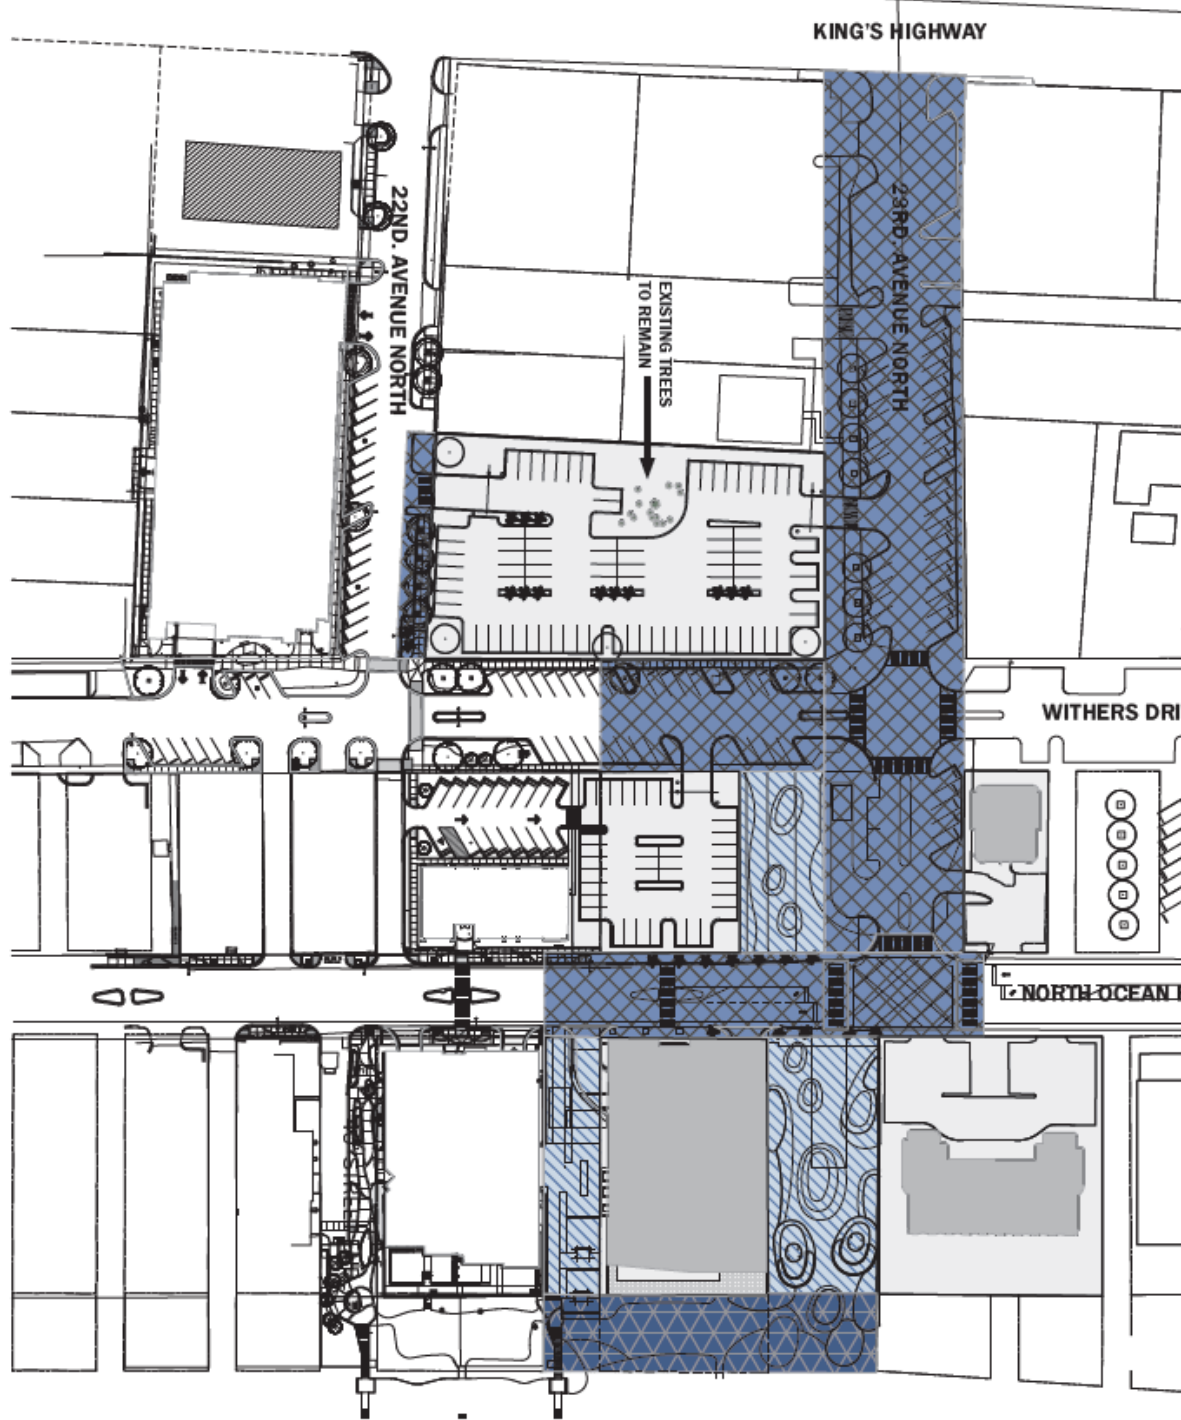 KING'S HIGHWAY
22ND. AVENUE NORTH
23RD. AVENUE NORTH
EXISTING TREES
TO REMAIN
WITHERS DRI
NORTH OCEAN